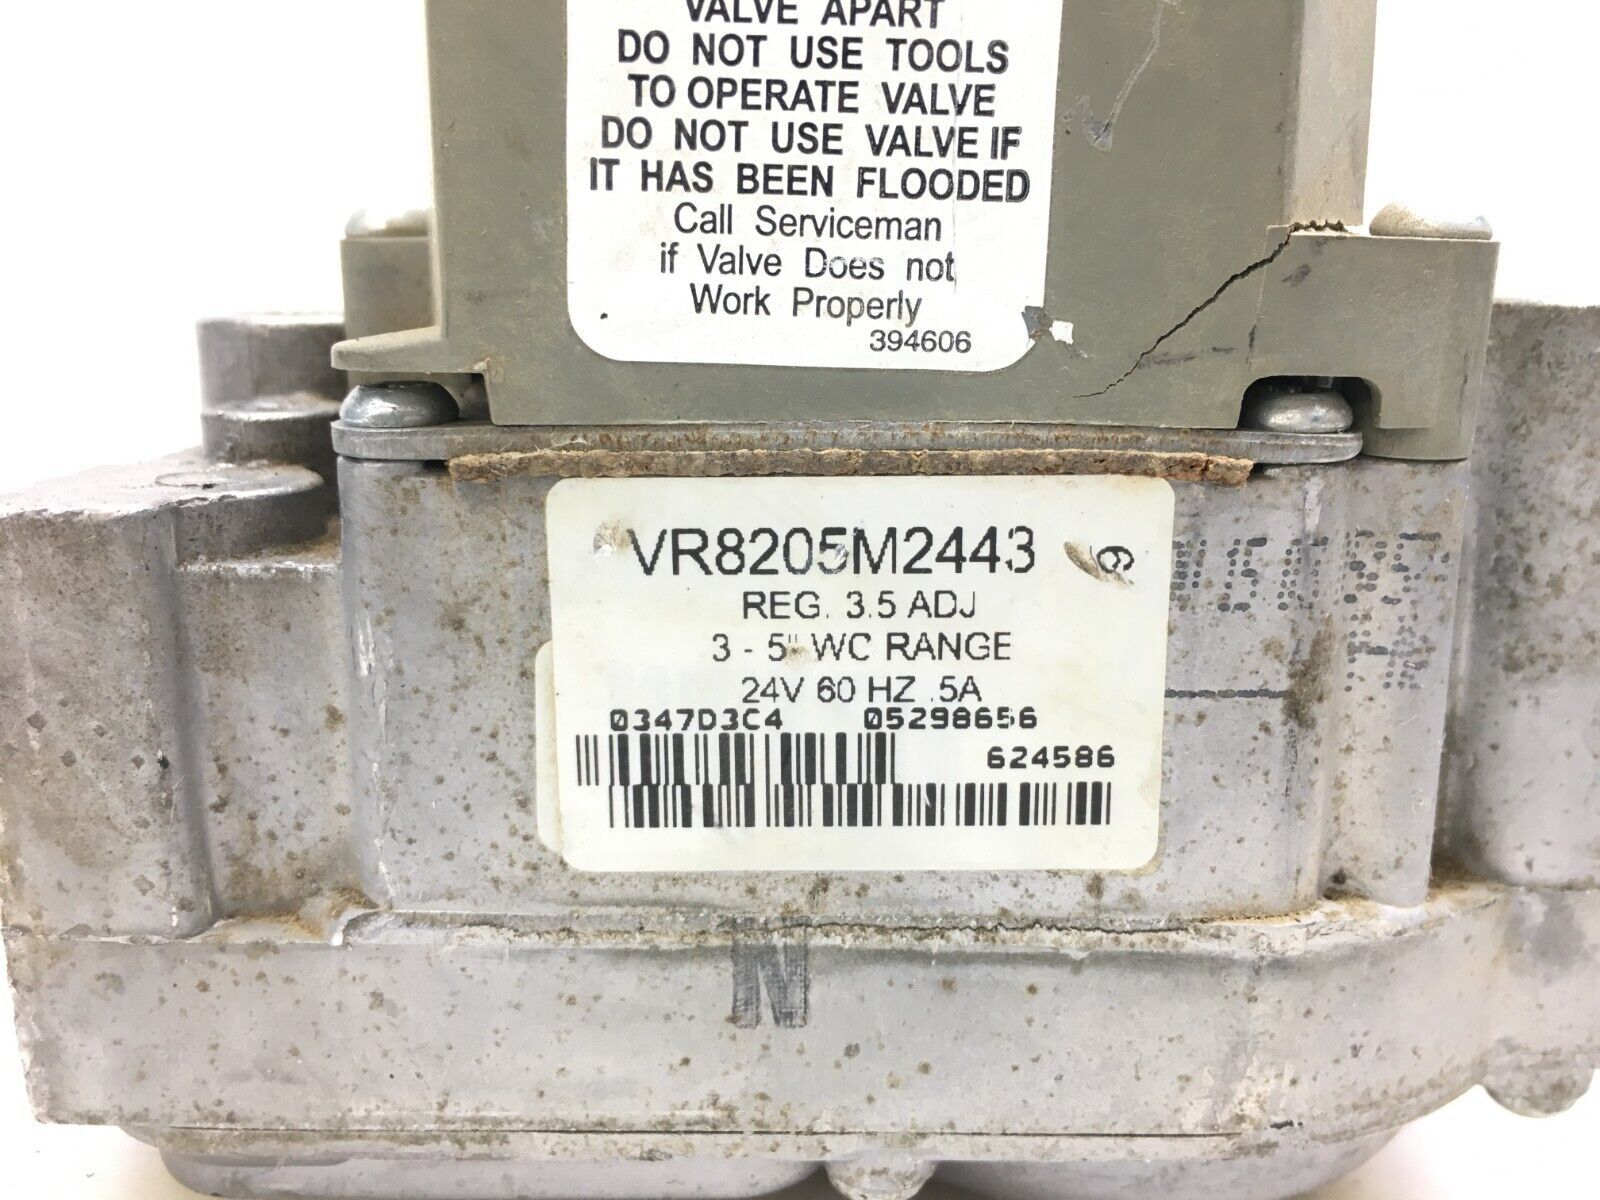 VALVE APART
DO NOT USE TOOLS
TO OPERATE VALVE
DO NOT USE VALVE IF
IT HAS BEEN FLOODED
Call Serviceman
if Valve Does not
Work Properly
394606
VR8205M2443
REG. 3.5 ADJ
3 - 5" WC RANGE
24V 60 HZ .5A
0347D3C4 05298656
624586
N